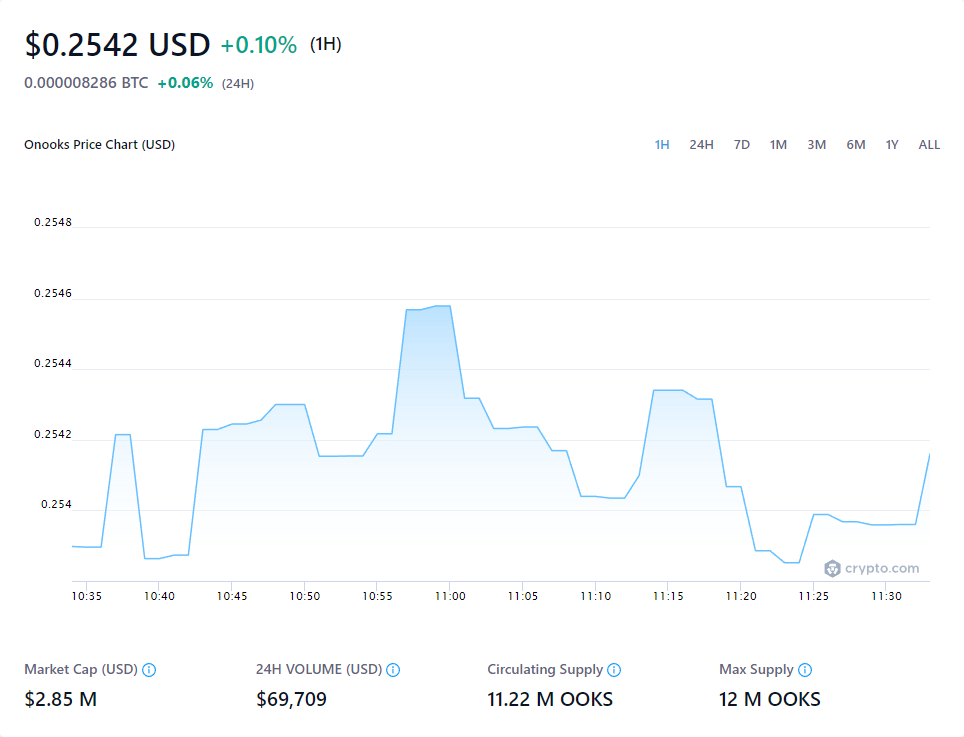 $0.2542 USD +0.10% (1H)
0.000008286 BTC +0.06% (24H)
Onooks Price Chart (USD) 1H 24H 7D 1M 3M 6M 1Y ALL
0.2548
0.2546
0.2544
0.2542
0.254
crypto.com
10:35 10:40 10:45 10:50 10:55 11:00 11:05 11:10 11:15 11:20 11:25 11:30
Market Cap (USD) 24H VOLUME (USD) Circulating Supply Max Supply
$2.85 M $69,709 11.22 M OOKS 12 M OOKS